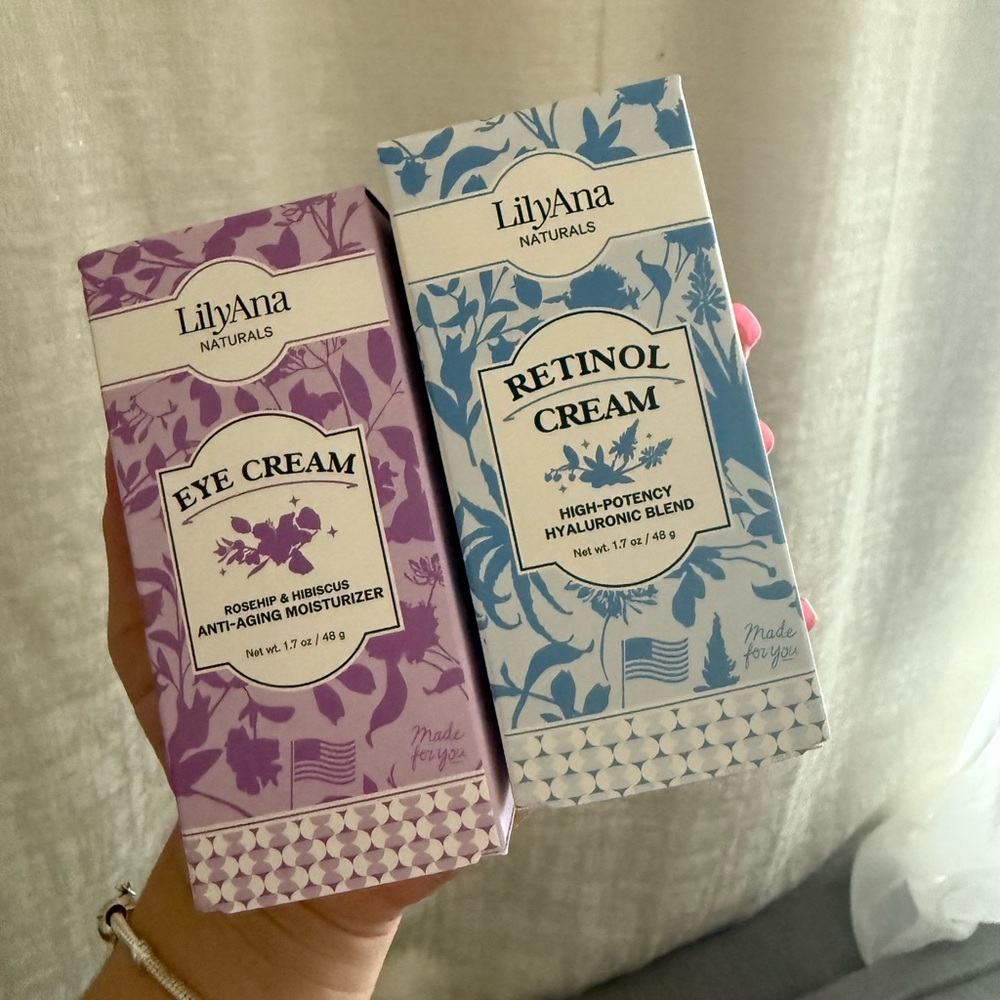 LilyAna
NATURALS
EYE CREAM
ROSEHIP & HIBISCUS
ANTI-AGING MOISTURIZER
Net wt. 1.7 oz / 48 g
Made
for you
LilyAna
NATURALS
RETINOL
CREAM
HIGH-POTENCY
HYALURONIC BLEND
Net wt. 1.7 oz / 48 g
Made
for you